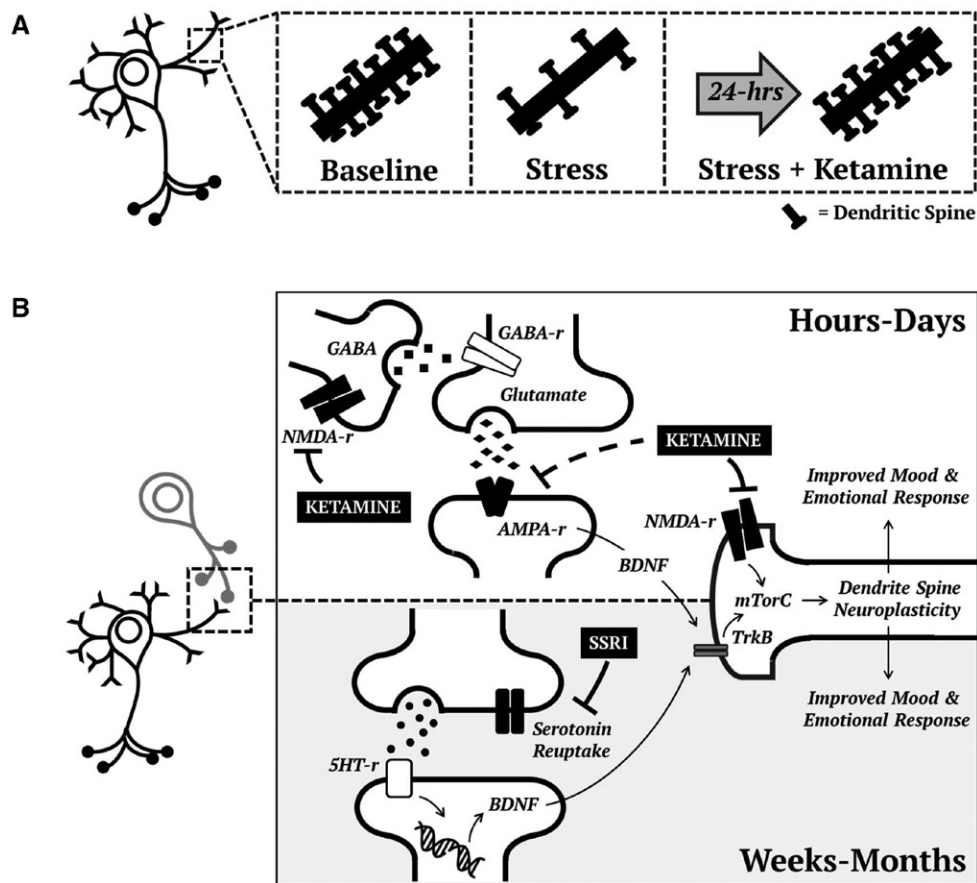 A
24-hrs
Baseline
Stress
Stress + Ketamine
= Dendritic Spine
B
Hours-Days
GABA
GABA-r
Glutamate
NMDA-r
KETAMINE
KETAMINE
AMPA-r
BDNF
NMDA-r
Improved Mood &
Emotional Response
mTorC
Dendrite Spine
Neuroplasticity
TrkB
SSRI
Serotonin
Reuptake
Improved Mood &
Emotional Response
5HT-r
BDNF
Weeks-Months